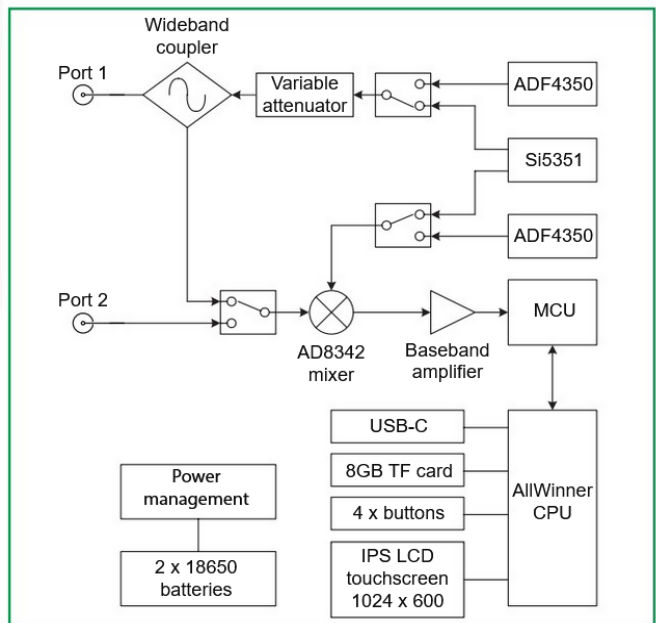 Wideband
coupler
Port 1
Variable
attenuator
ADF4350
Si5351
ADF4350
Port 2
AD8342
mixer
Baseband
amplifier
MCU
USB-C
8GB TF card
4 x buttons
IPS LCD
touchscreen
1024 x 600
AllWinner
CPU
Power
management
2 x 18650
batteries